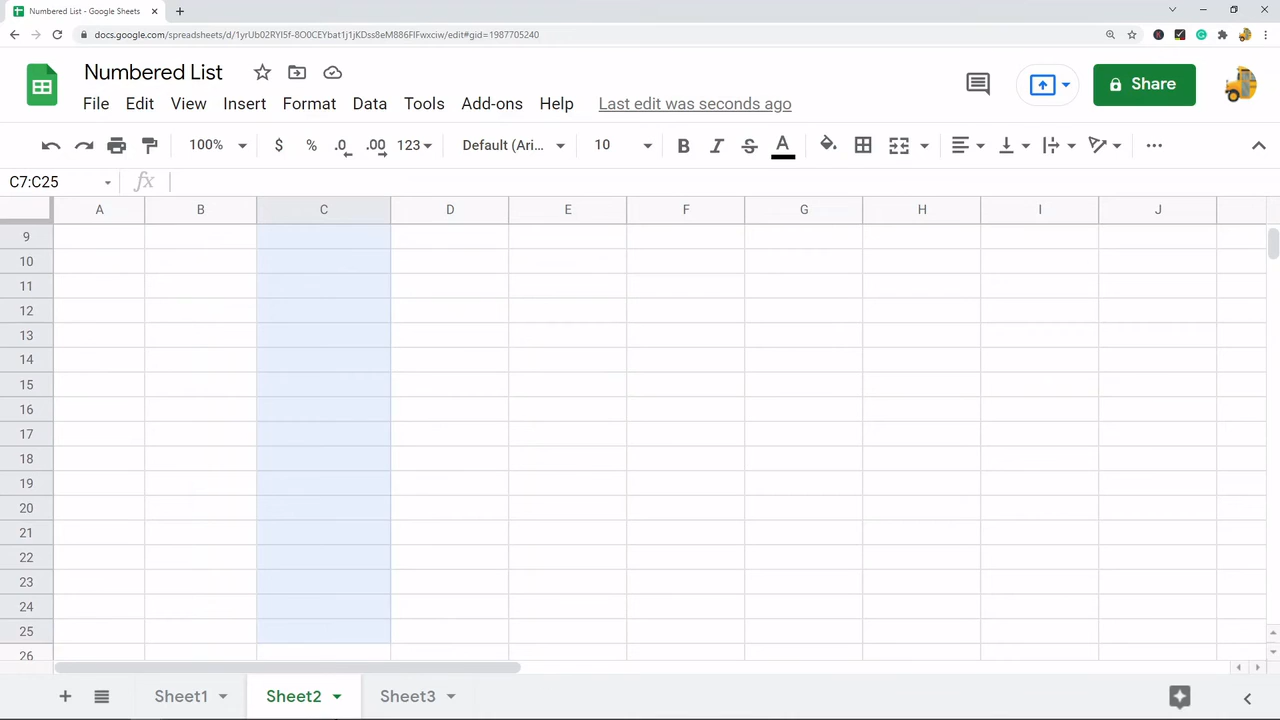 Numbered List - Google Sheets
docs.google.com/spreadsheets/d/1yrUb02RYI5f-8O0CEYbat1j1jKDss8eM886FlFwxciw/edit#gid=1987705240
Numbered List
File Edit View Insert Format Data Tools Add-ons Help Last edit was seconds ago
Share
100% $ % .0 .00 123 Default (Ari... 10 B I S A
C7:C25 fx
A B C D E F G H I J
9
10
11
12
13
14
15
16
17
18
19
20
21
22
23
24
25
26
Sheet1 Sheet2 Sheet3